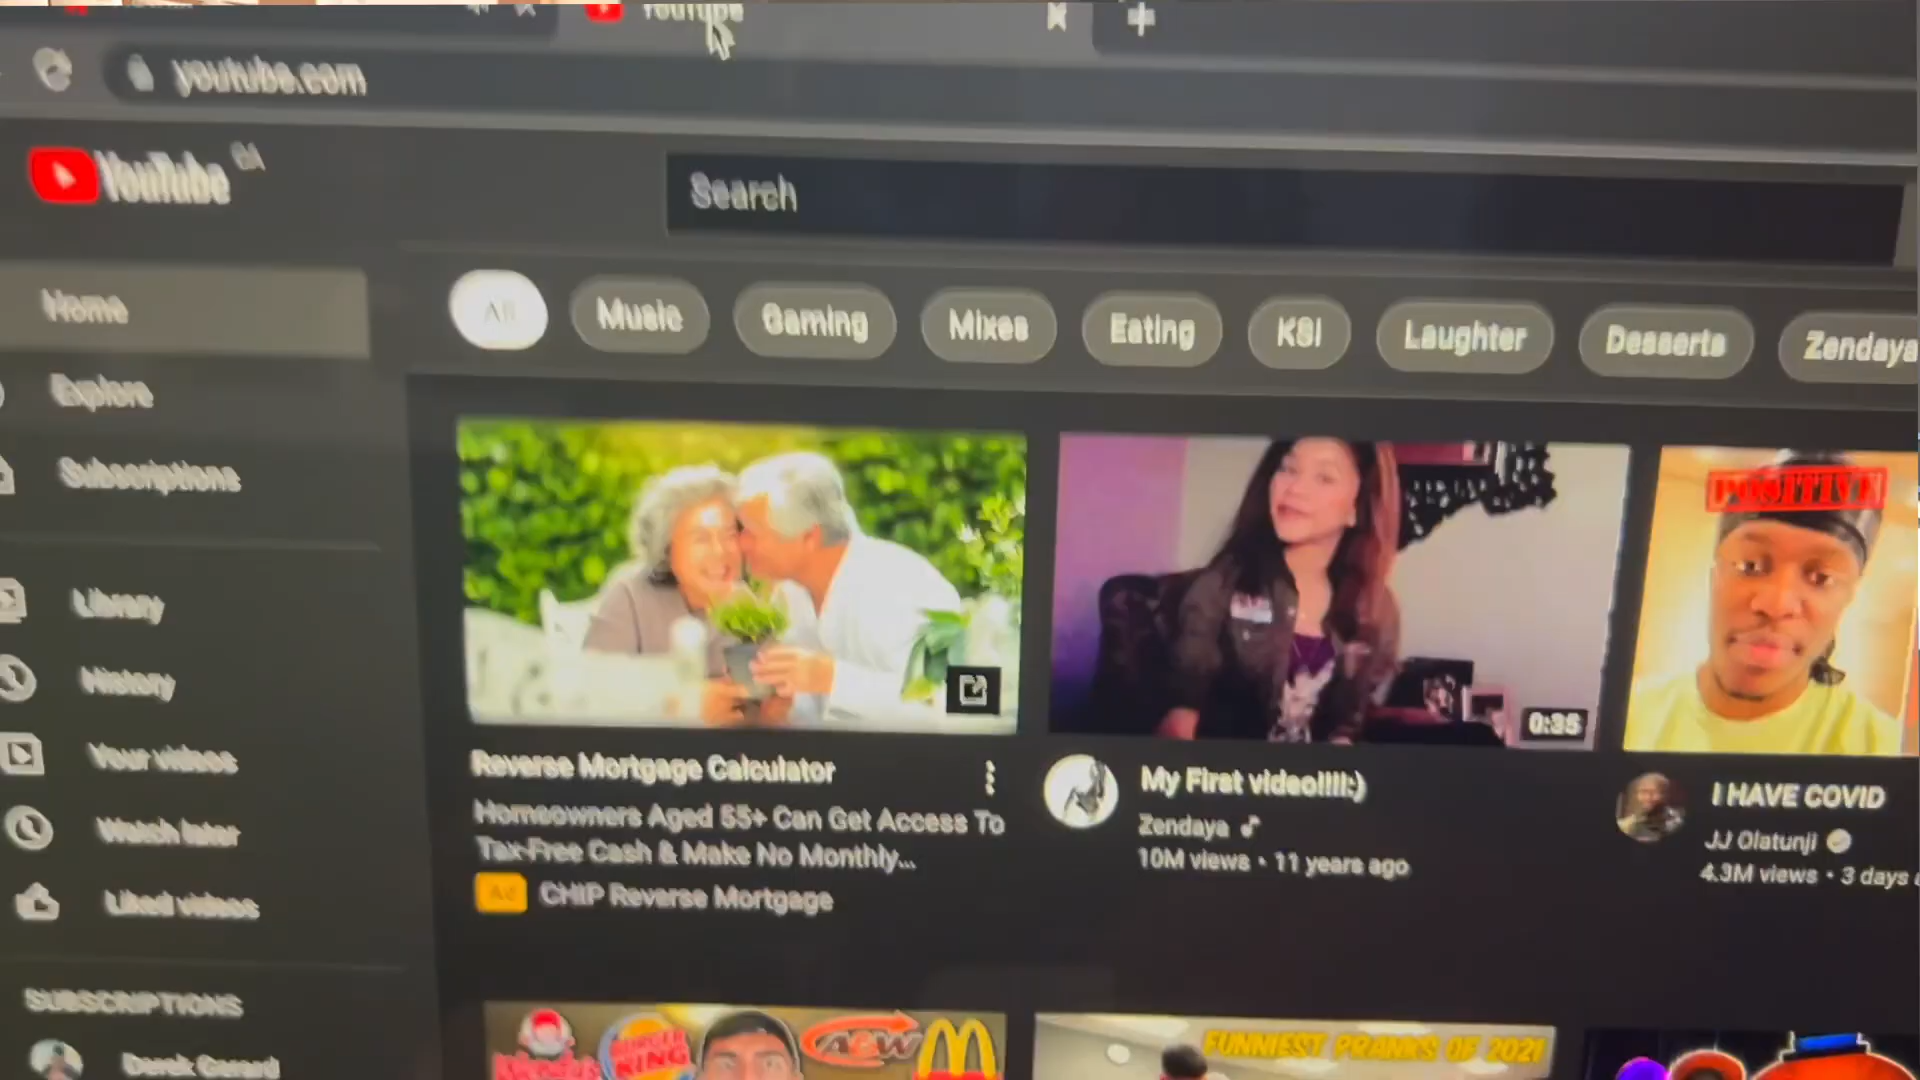 YouTube
youtube.com
YouTube CA
Search
Home
All
Music
Gaming
Mixes
Eating
KSI
Laughter
Desserts
Zendaya
Explore
Subscriptions
Library
History
Your videos
Watch later
Liked videos
SUBSCRIPTIONS
Derek Gerard
0:35
POSITIVE
Reverse Mortgage Calculator
Homeowners Aged 55+ Can Get Access To
Tax-Free Cash & Make No Monthly...
Ad CHIP Reverse Mortgage
My First video!!!!:)
Zendaya
10M views • 11 years ago
I HAVE COVID
JJ Olatunji
4.3M views • 3 days
BURGER
KING
A&W
FUNNIEST PRANKS OF 2021